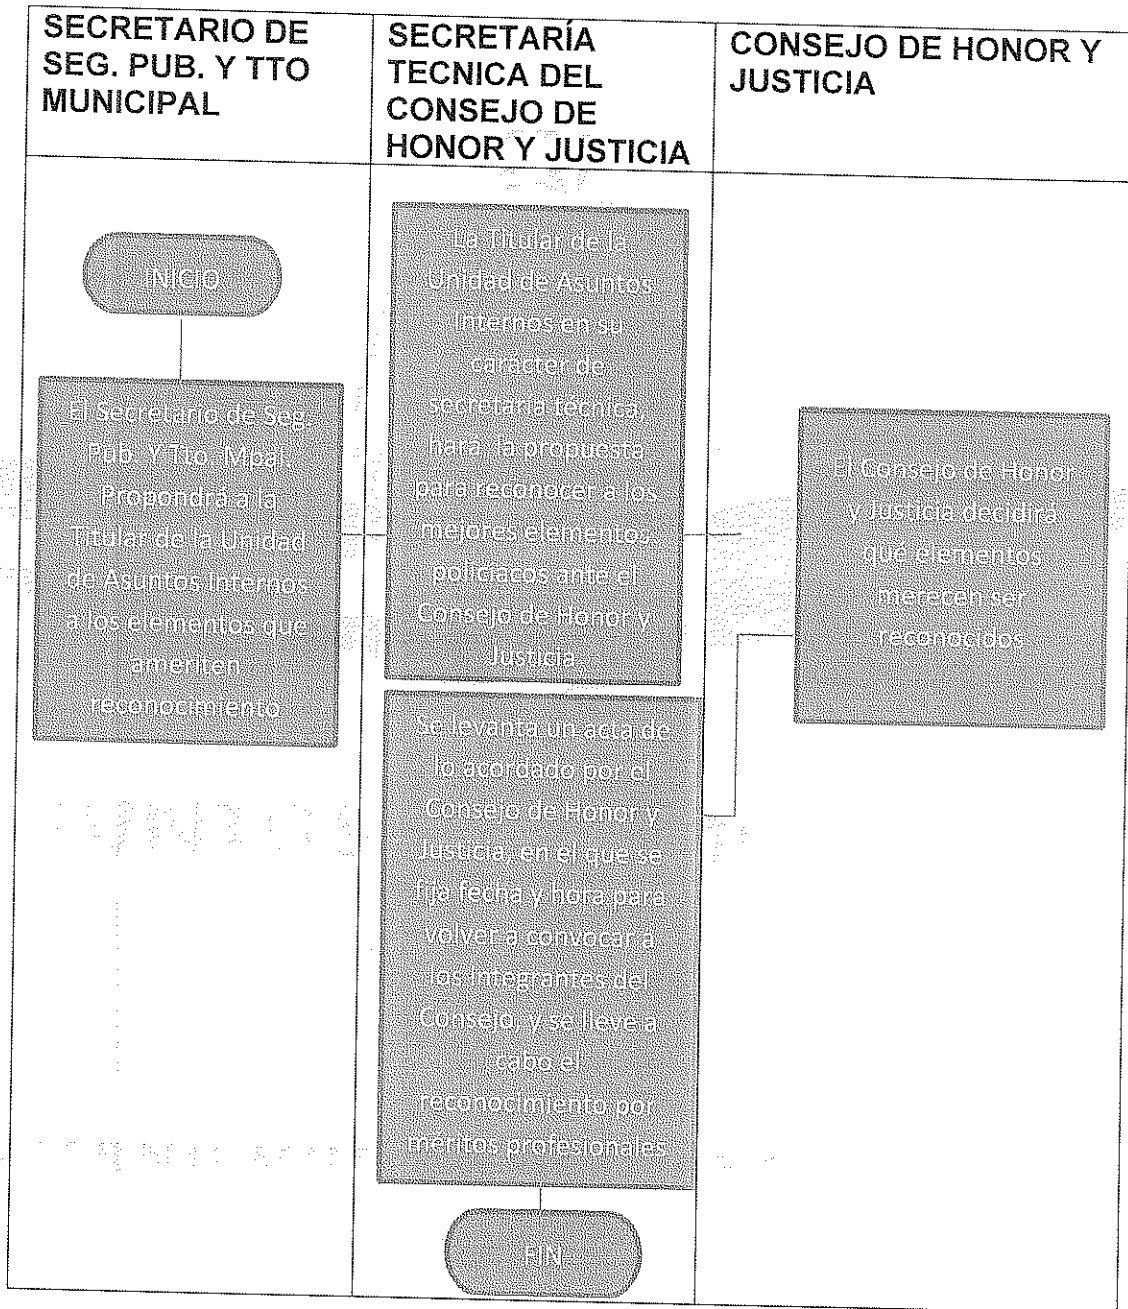 SECRETARIO DE
SEG. PUB. Y TTO
MUNICIPAL
SECRETARÍA
TECNICA DEL
CONSEJO DE
HONOR Y JUSTICIA
CONSEJO DE HONOR Y
JUSTICIA
INICIO
El Secretario de Seg.
Pub. Y Tto. Mpal.
Propondrá a la
Titular de la Unidad
de Asuntos Internos
a los elementos que
ameriten
reconocimiento
La Titular de la
Unidad de Asuntos
Internos en su
carácter de
secretaria técnica,
hará la propuesta
para reconocer a los
mejores elementos
policiacos ante el
Consejo de Honor y
Justicia.
El Consejo de Honor
y Justicia decidirá
que elementos
merecen ser
reconocidos
Se levanta un acta de
lo acordado por el
Consejo de Honor y
Justicia, en el que se
fija fecha y hora para
volver a convocar a
los integrantes del
Consejo y se lleve a
cabo el
reconocimiento por
méritos profesionales
FIN